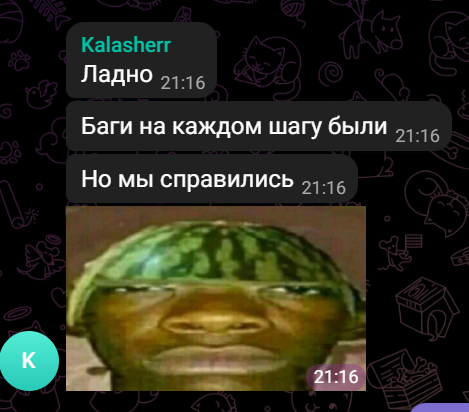 Kalasherr
Ладно 21:16
Баги на каждом шагу были 21:16
Но мы справились 21:16
K 21:16